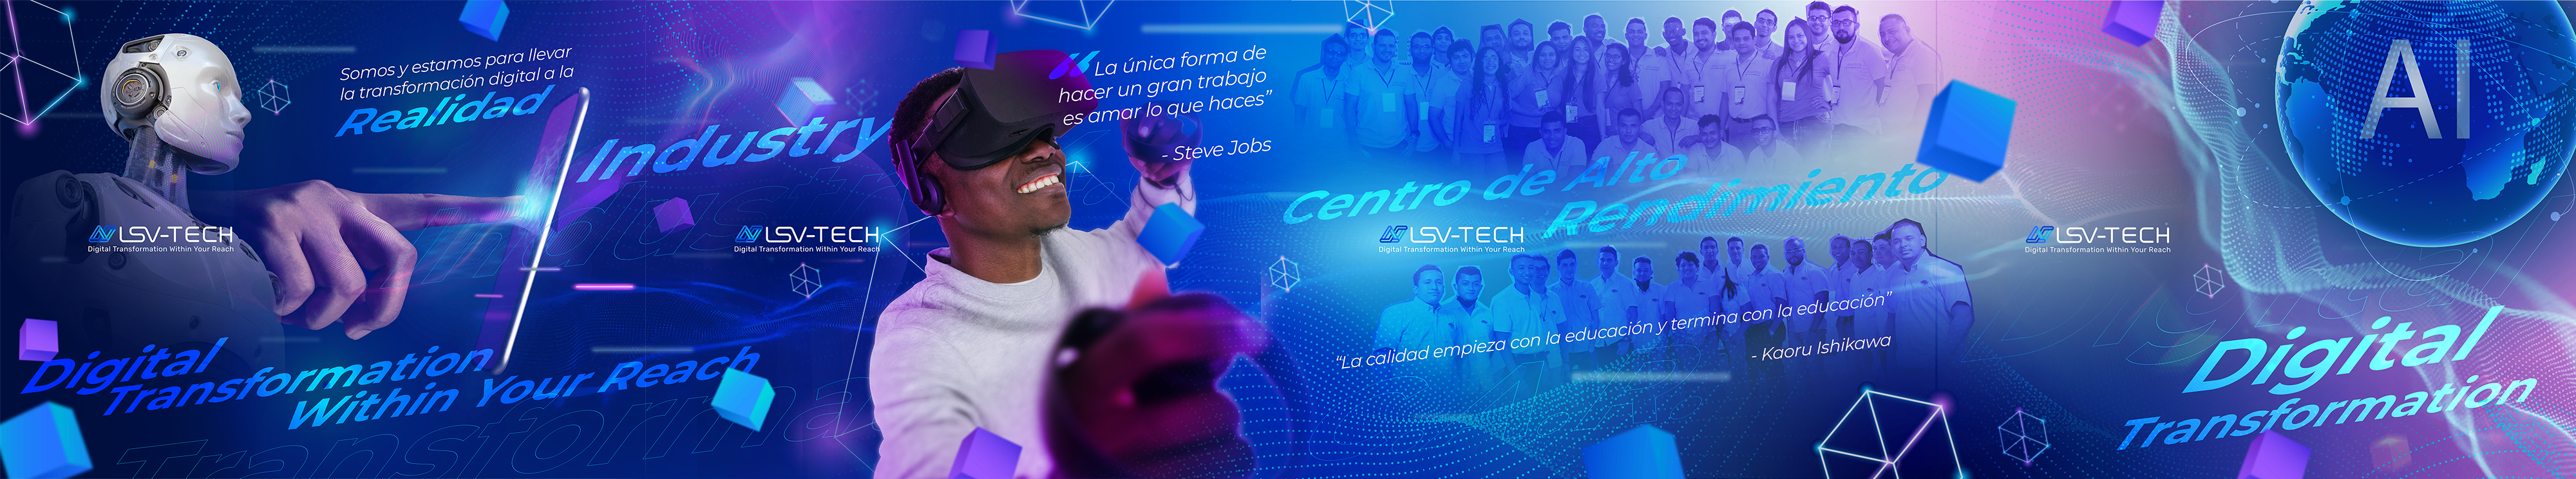 Somos y estamos para llevar
la transformación digital a la
Realidad
Industry
LSV-TECH
Digital Transformation Within Your Reach
Digital
Transformation
Within Your Reach
Transforma
LSV-TECH
Digital Transformation Within Your Reach
“La única forma de
hacer un gran trabajo
es amar lo que haces”
- Steve Jobs
Centro de Alto
Rendimiento
LSV-TECH
Digital Transformation Within Your Reach
“La calidad empieza con la educación y termina con la educación”
- Kaoru Ishikawa
AI
LSV-TECH
Digital Transformation Within Your Reach
Digital
Transformation